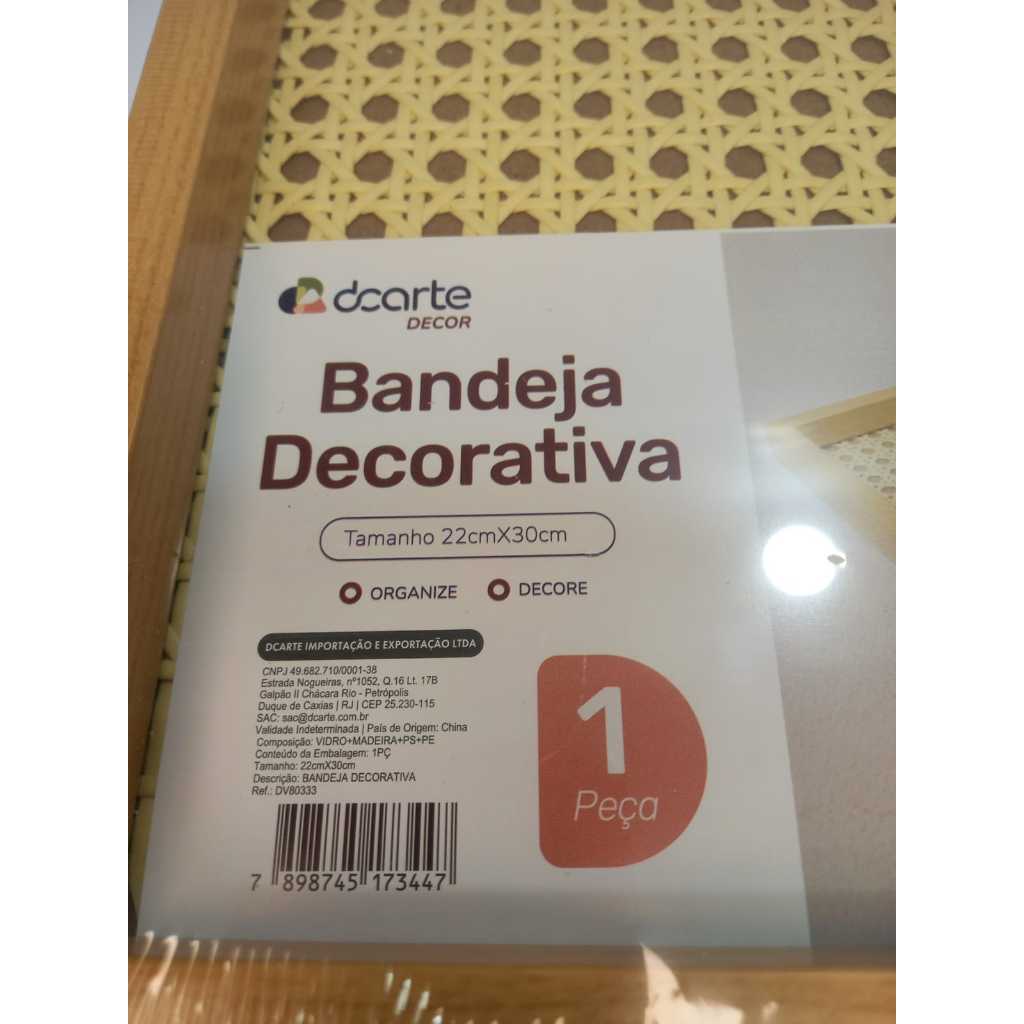 dcarte
DECOR
Bandeja
Decorativa
Tamanho 22cmX30cm
ORGANIZE DECORE
DCARTE IMPORTAÇÃO E EXPORTAÇÃO LTDA
CNPJ 49.682.710/0001-38
Estrada Nogueiras, nº1052, Q.16 Lt. 17B
Galpão II Chácara Rio - Petrópolis
Duque de Caxias | RJ | CEP 25.230-115
SAC: sac@dcarte.com.br
Validade Indeterminada | País de Origem: China
Composição: VIDRO+MADEIRA+PS+PE
Conteúdo da Embalagem: 1PÇ
Tamanho: 22cmX30cm
Descrição: BANDEJA DECORATIVA
Ref.: DV80333
7 898745 173447
1
Peça